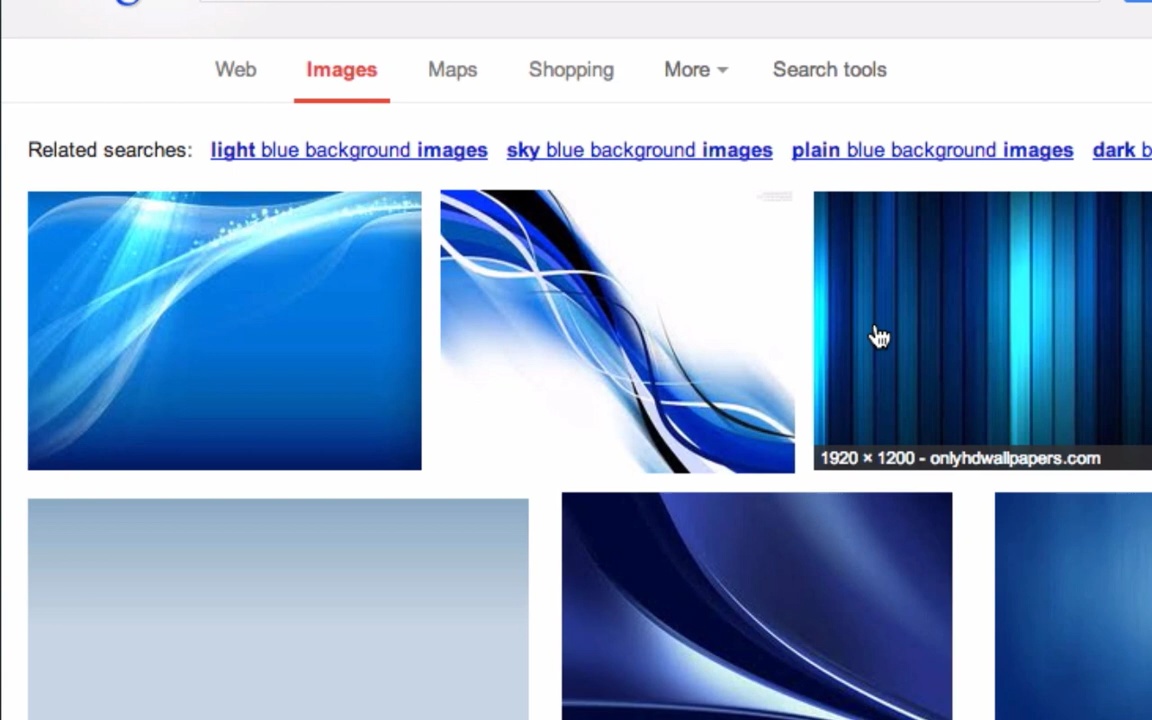 Web Images Maps Shopping More Search tools
Related searches: light blue background images sky blue background images plain blue background images dark b
1920 × 1200 - onlyhdwallpapers.com